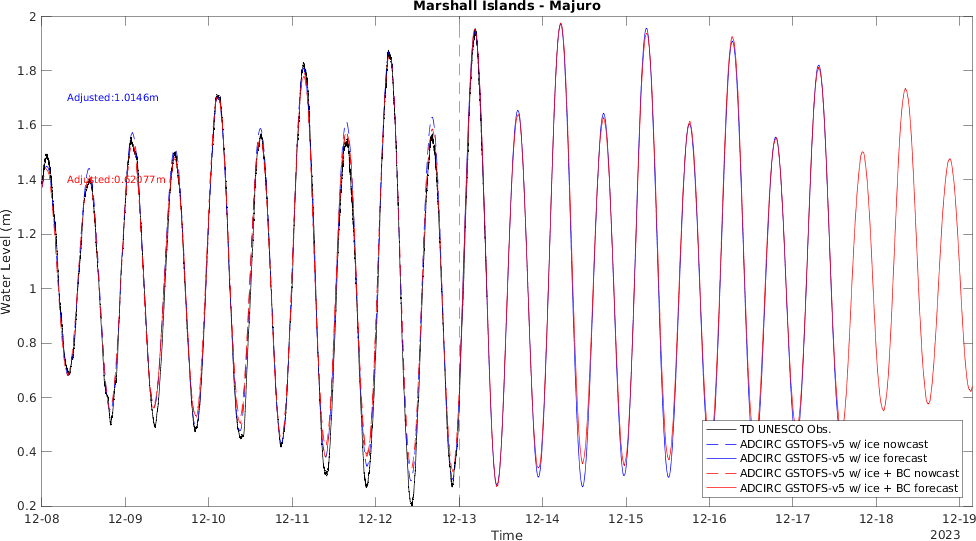 Marshall Islands - Majuro
2
1.8
1.6
1.4
1.2
1
0.8
0.6
0.4
0.2
Water Level (m)
Adjusted:1.0146m
Adjusted:0.62077m
TD UNESCO Obs.
ADCIRC GSTOFS-v5 w/ ice nowcast
ADCIRC GSTOFS-v5 w/ ice forecast
ADCIRC GSTOFS-v5 w/ ice + BC nowcast
ADCIRC GSTOFS-v5 w/ ice + BC forecast
12-08 12-09 12-10 12-11 12-12 12-13 12-14 12-15 12-16 12-17 12-18 12-19
Time
2023